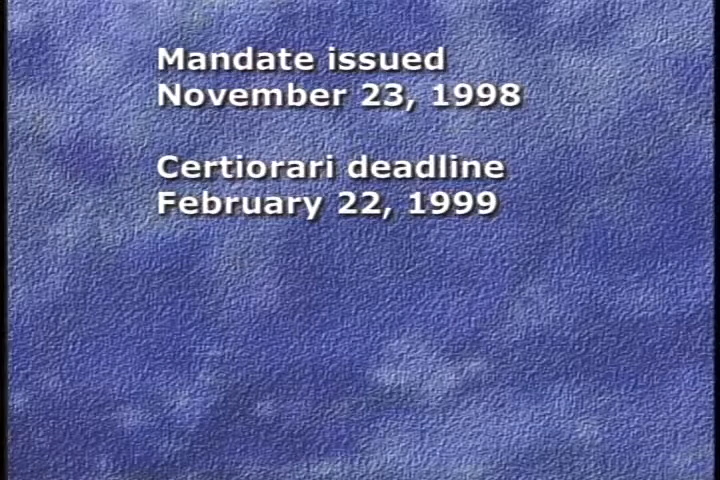 Mandate issued
November 23, 1998
Certiorari deadline
February 22, 1999